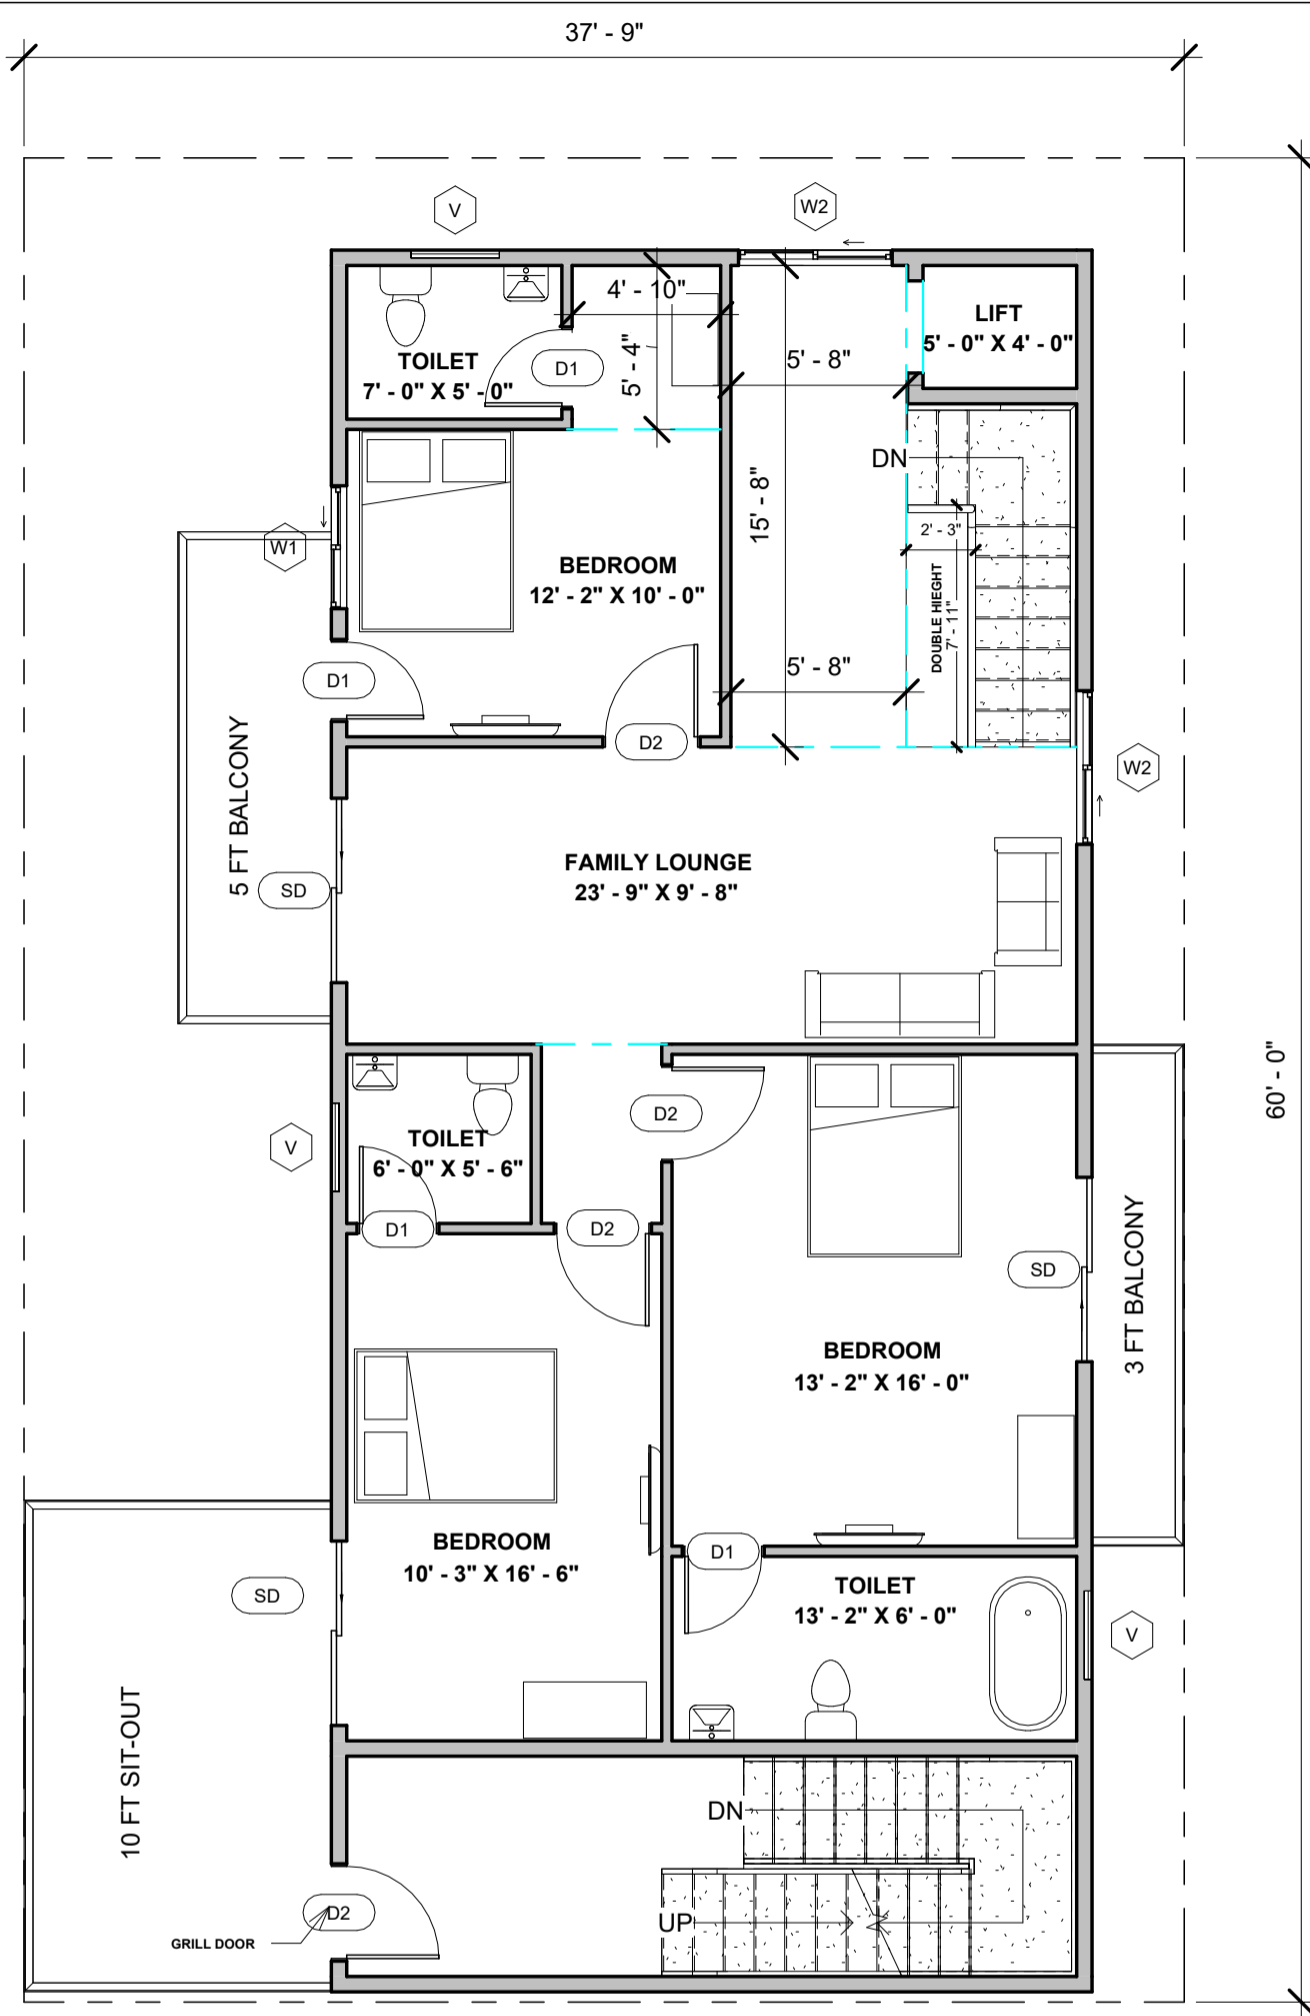 37' - 9"
V
W2
4' - 10"
LIFT
5' - 0" X 4' - 0"
TOILET
7' - 0" X 5' - 0"
D1
5' - 4"
5' - 8"
DN
15' - 8"
2' - 3"
W1
BEDROOM
12' - 2" X 10' - 0"
DOUBLE HIEGHT
7' - 11"
5' - 8"
D1
D2
W2
5 FT BALCONY
SD
FAMILY LOUNGE
23' - 9" X 9' - 8"
60' - 0"
D2
V
TOILET
6' - 0" X 5' - 6"
D1
D2
SD
3 FT BALCONY
BEDROOM
13' - 2" X 16' - 0"
BEDROOM
10' - 3" X 16' - 6"
D1
SD
TOILET
13' - 2" X 6' - 0"
V
10 FT SIT-OUT
DN
D2
UP
GRILL DOOR